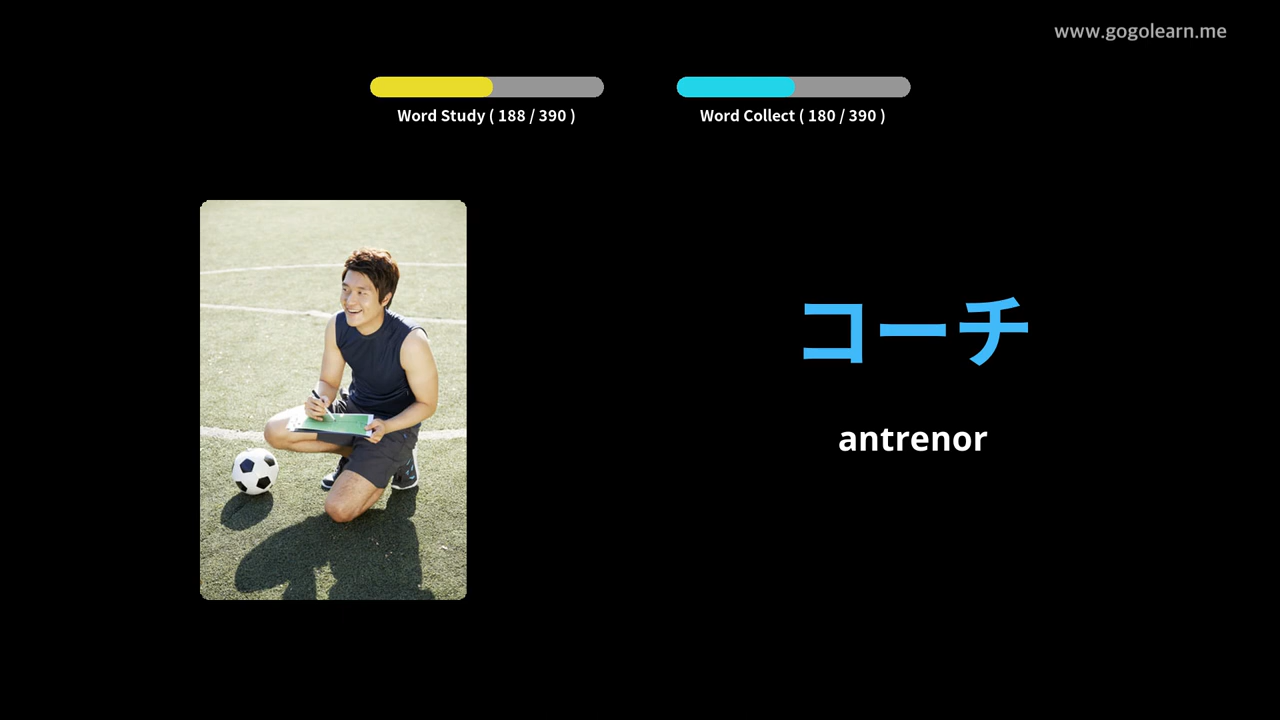 www.gogolearn.me
Word Study ( 188 / 390 )
Word Collect ( 180 / 390 )
コーチ
antrenor